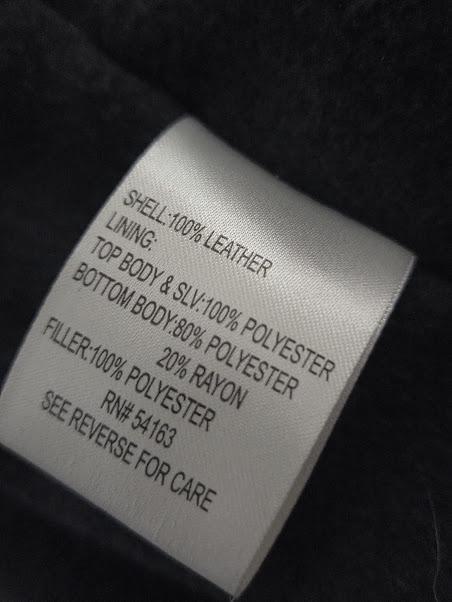 SHELL:100% LEATHER
LINING:
TOP BODY & SLV:100% POLYESTER
BOTTOM BODY:80% POLYESTER
20% RAYON
FILLER:100% POLYESTER
RN# 54163
SEE REVERSE FOR CARE